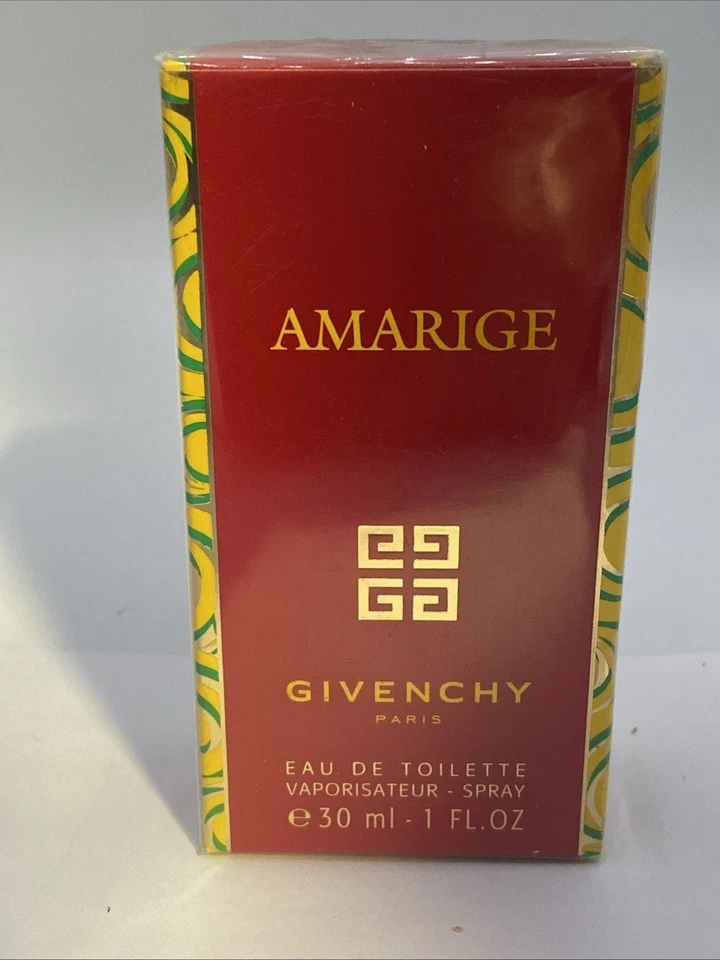 AMARIGE
GIVENCHY
PARIS
EAU DE TOILETTE
VAPORISATEUR - SPRAY
℮30 ml - 1 FL.OZ